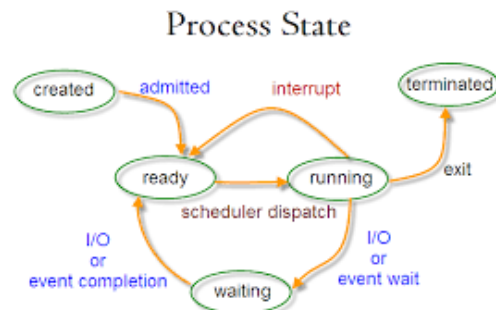 Process State
created
admitted
interrupt
terminated
ready
running
exit
scheduler dispatch
I/O
or
event completion
I/O
or
event wait
waiting